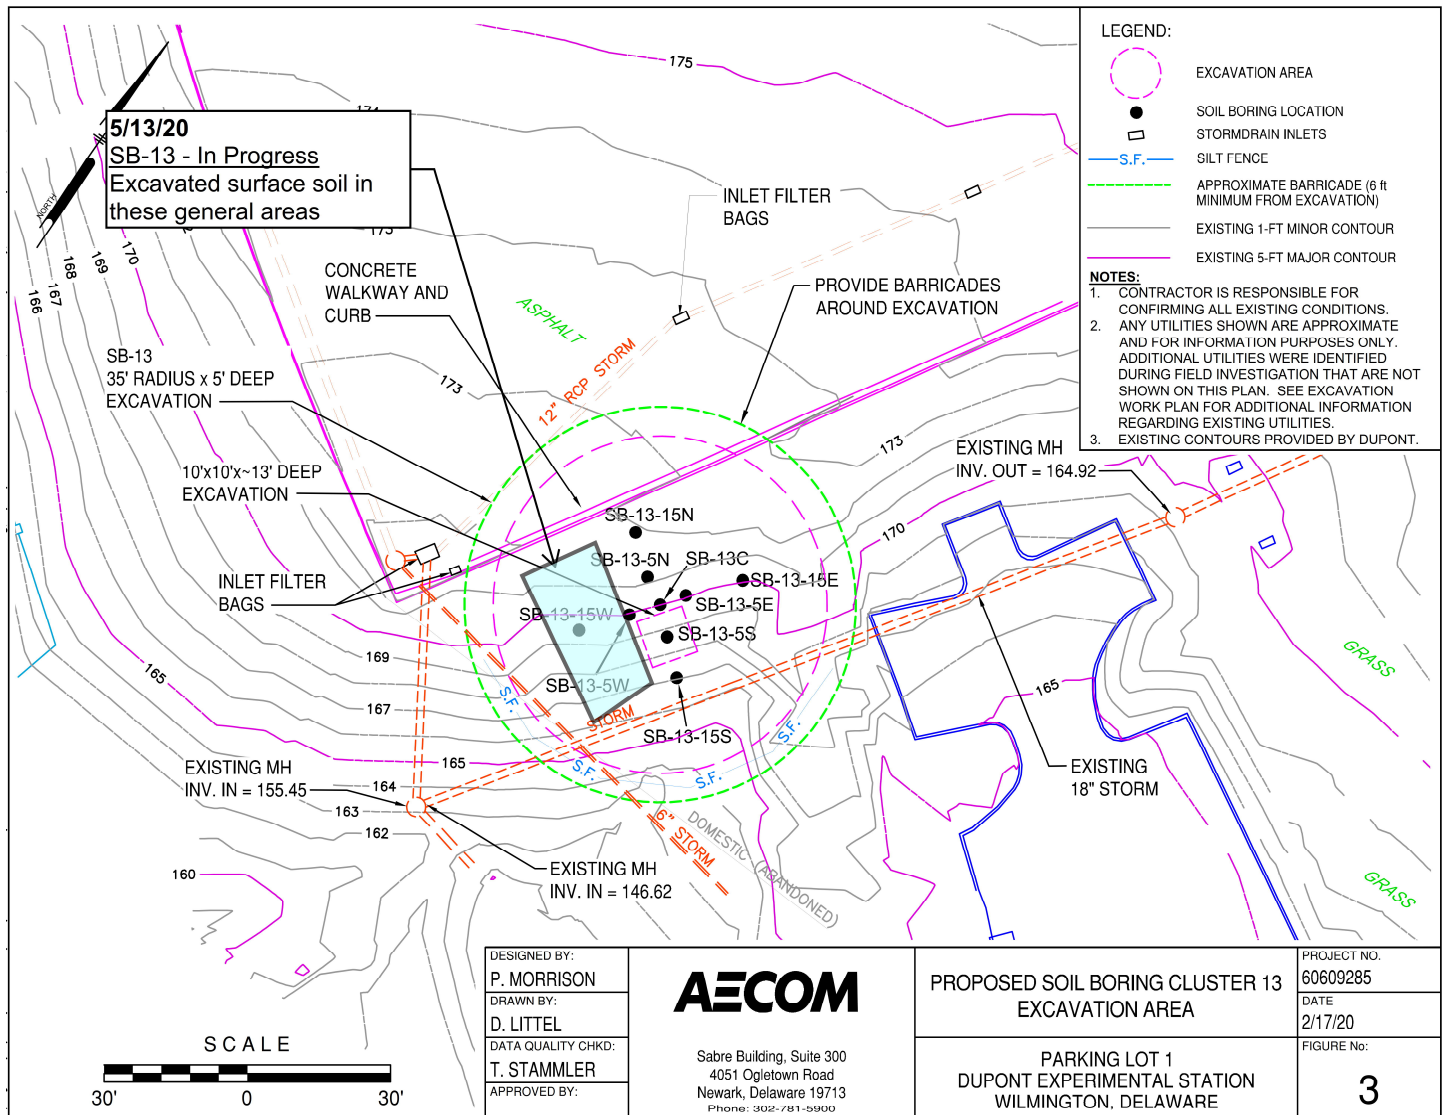 5/13/20
SB-13 - In Progress
Excavated surface soil in
these general areas
175
173
NORTH
166
167
168
169
170
CONCRETE
WALKWAY AND
CURB
ASPHALT
INLET FILTER
BAGS
PROVIDE BARRICADES
AROUND EXCAVATION
SB-13
35' RADIUS x 5' DEEP
EXCAVATION
10'x10'x~13' DEEP
EXCAVATION
12" RCP STORM
173
173
170
EXISTING MH
INV. OUT = 164.92
INLET FILTER
BAGS
SB-13-15N
SB-13-5N
SB-13C
SB-13-15E
SB-13-5E
SB-13-15W
SB-13-5S
SB-13-5W
SB-13-15S
STORM
S.F.
S.F.
S.F.
S.F.
169
167
165
165
164
163
162
160
165
EXISTING MH
INV. IN = 155.45
EXISTING MH
INV. IN = 146.62
6" STORM
DOMESTIC (ABANDONED)
EXISTING
18" STORM
GRASS
GRASS
LEGEND:
EXCAVATION AREA
SOIL BORING LOCATION
STORMDRAIN INLETS
S.F. SILT FENCE
APPROXIMATE BARRICADE (6 ft
MINIMUM FROM EXCAVATION)
EXISTING 1-FT MINOR CONTOUR
EXISTING 5-FT MAJOR CONTOUR
NOTES:
1. CONTRACTOR IS RESPONSIBLE FOR
CONFIRMING ALL EXISTING CONDITIONS.
2. ANY UTILITIES SHOWN ARE APPROXIMATE
AND FOR INFORMATION PURPOSES ONLY.
ADDITIONAL UTILITIES WERE IDENTIFIED
DURING FIELD INVESTIGATION THAT ARE NOT
SHOWN ON THIS PLAN. SEE EXCAVATION
WORK PLAN FOR ADDITIONAL INFORMATION
REGARDING EXISTING UTILITIES.
3. EXISTING CONTOURS PROVIDED BY DUPONT.
SCALE
30' 0 30'
DESIGNED BY:
P. MORRISON
DRAWN BY:
D. LITTEL
DATA QUALITY CHKD:
T. STAMMLER
APPROVED BY:
AECOM
Sabre Building, Suite 300
4051 Ogletown Road
Newark, Delaware 19713
Phone: 302-781-5900
PROPOSED SOIL BORING CLUSTER 13
EXCAVATION AREA
PARKING LOT 1
DUPONT EXPERIMENTAL STATION
WILMINGTON, DELAWARE
PROJECT NO.
60609285
DATE
2/17/20
FIGURE No:
3